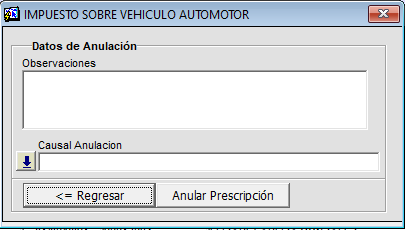 IMPUESTO SOBRE VEHICULO AUTOMOTOR
Datos de Anulación
Observaciones
Causal Anulacion
<= Regresar
Anular Prescripción